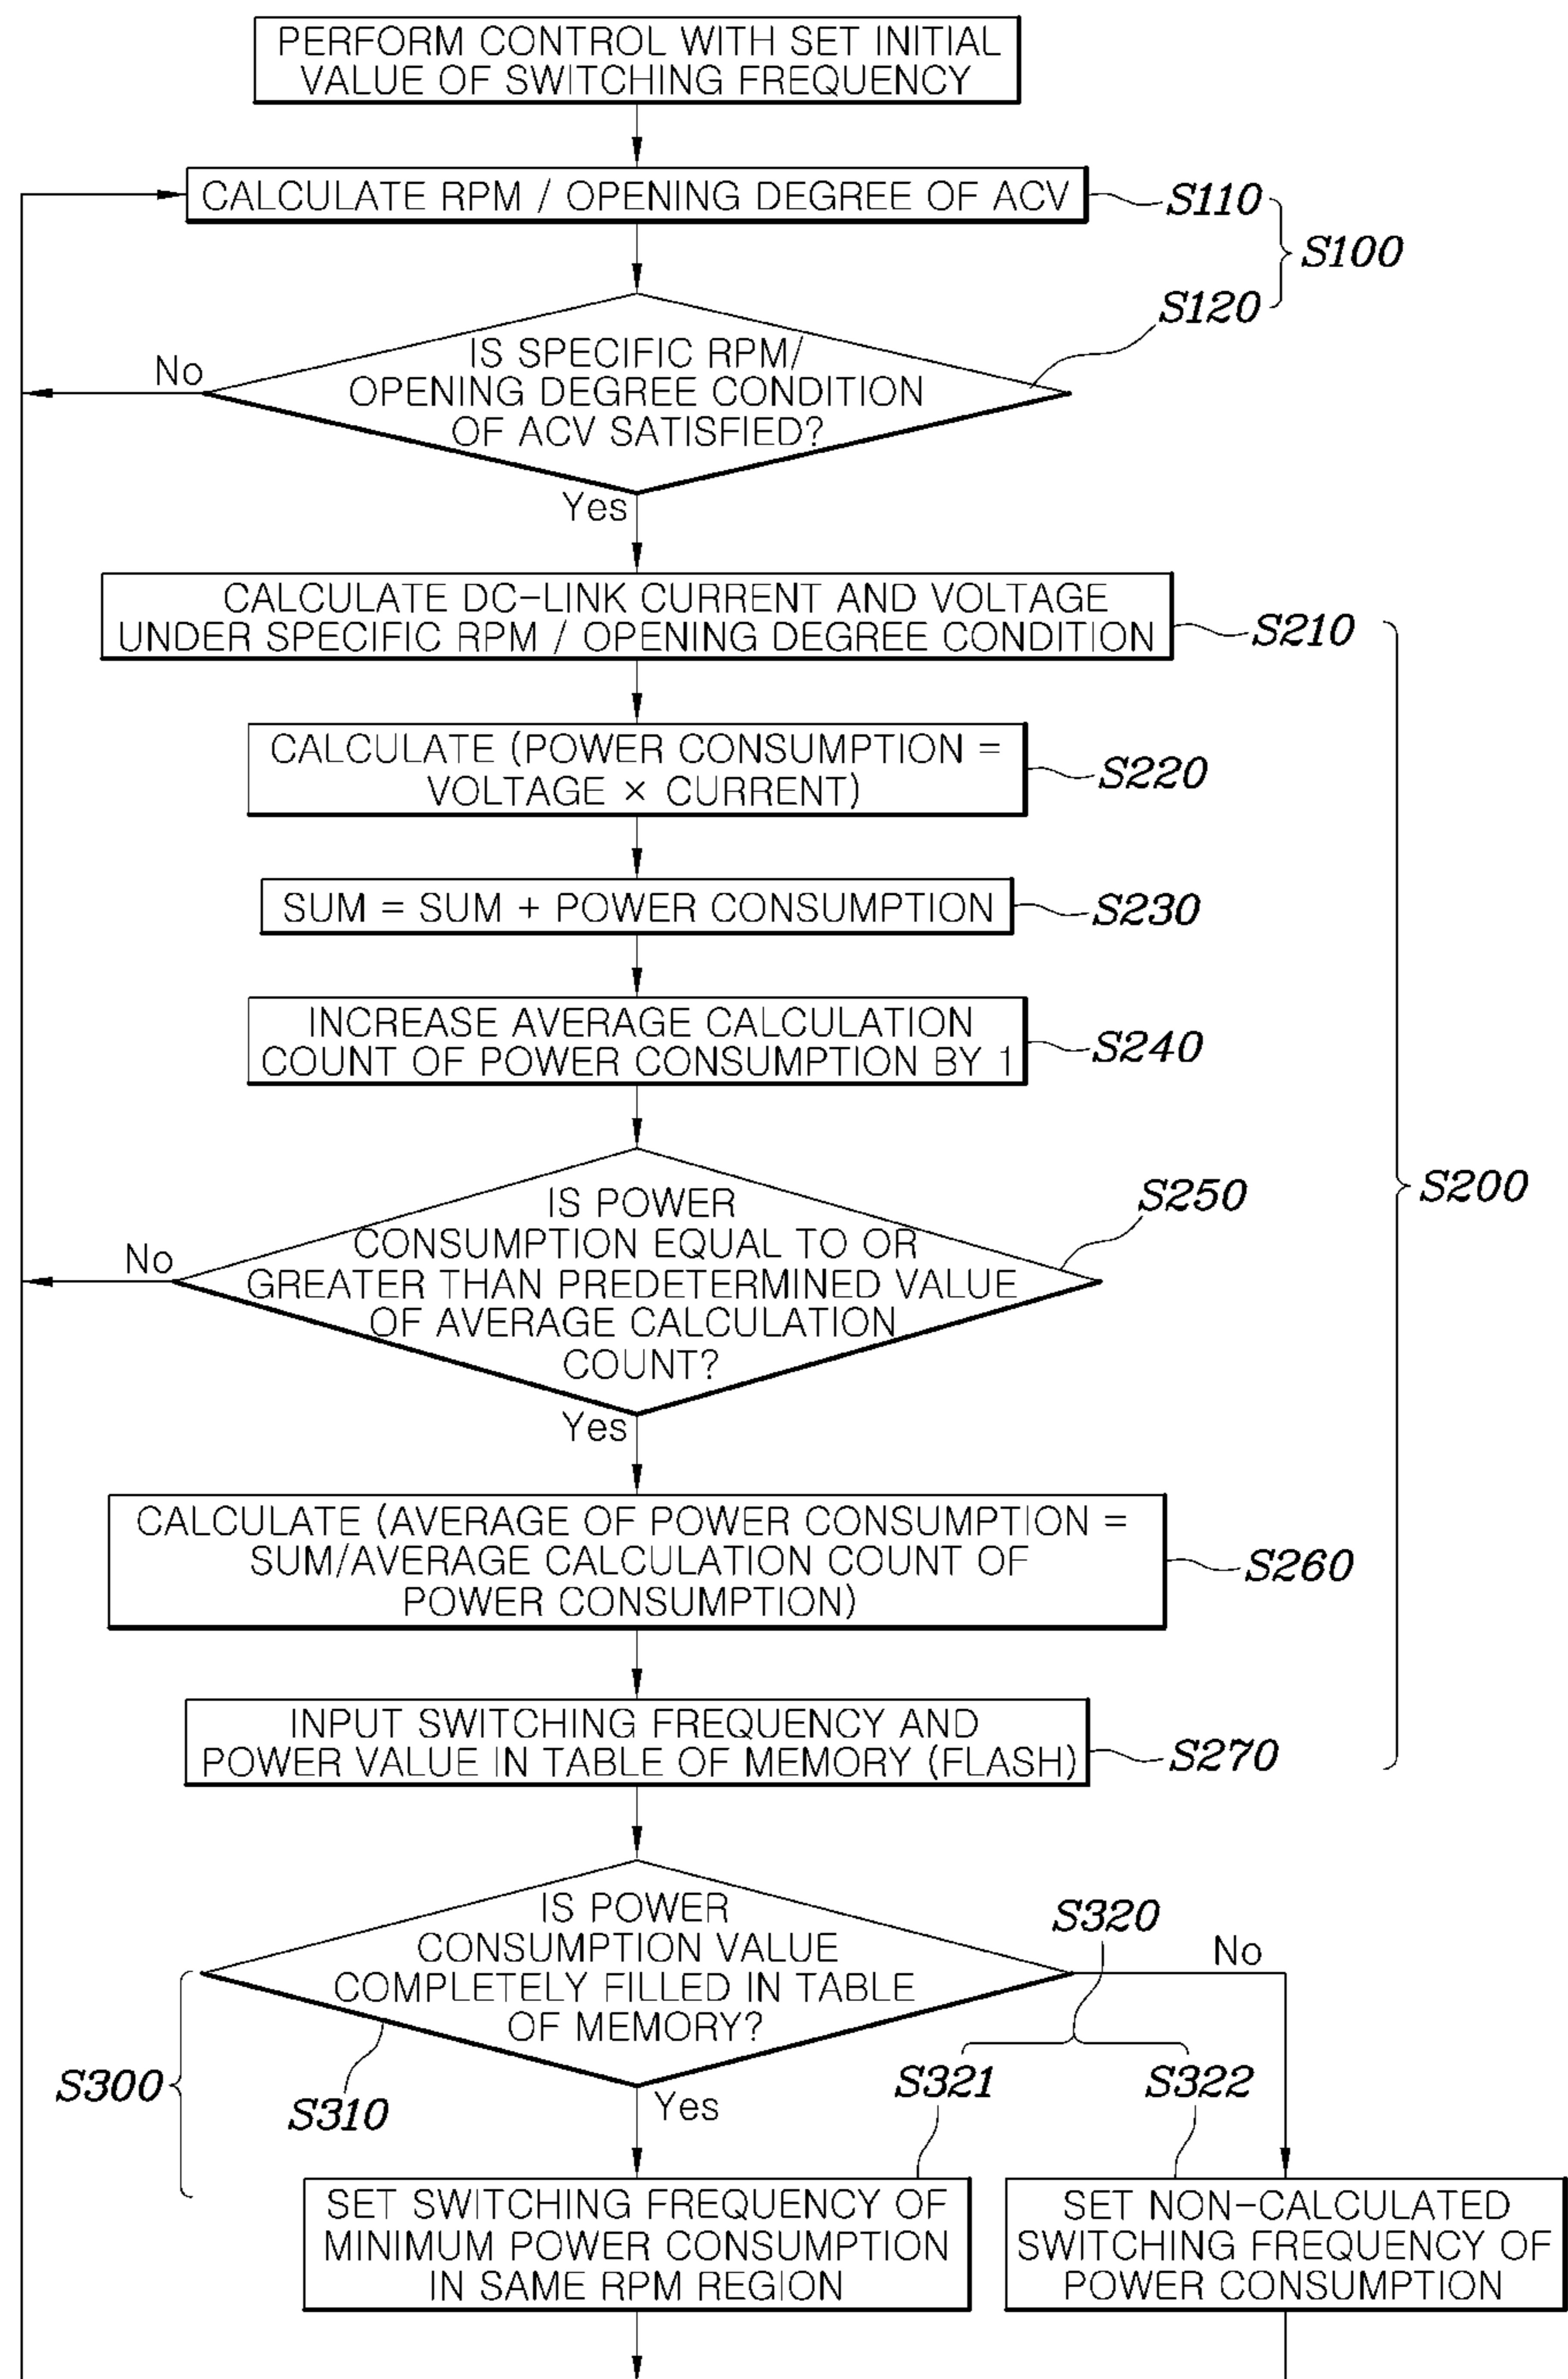 PERFORM CONTROL WITH SET INITIAL
VALUE OF SWITCHING FREQUENCY
CALCULATE RPM / OPENING DEGREE OF ACV
S110
S100
S120
IS SPECIFIC RPM/
OPENING DEGREE CONDITION
OF ACV SATISFIED?
No
Yes
CALCULATE DC-LINK CURRENT AND VOLTAGE
UNDER SPECIFIC RPM / OPENING DEGREE CONDITION
S210
CALCULATE (POWER CONSUMPTION =
VOLTAGE × CURRENT)
S220
SUM = SUM + POWER CONSUMPTION
S230
INCREASE AVERAGE CALCULATION
COUNT OF POWER CONSUMPTION BY 1
S240
S200
IS POWER
CONSUMPTION EQUAL TO OR
GREATER THAN PREDETERMINED VALUE
OF AVERAGE CALCULATION
COUNT?
S250
No
Yes
CALCULATE (AVERAGE OF POWER CONSUMPTION =
SUM/AVERAGE CALCULATION COUNT OF
POWER CONSUMPTION)
S260
INPUT SWITCHING FREQUENCY AND
POWER VALUE IN TABLE OF MEMORY (FLASH)
S270
IS POWER
CONSUMPTION VALUE
COMPLETELY FILLED IN TABLE
OF MEMORY?
S320
No
S300
S310
Yes
S321
S322
SET SWITCHING FREQUENCY OF
MINIMUM POWER CONSUMPTION
IN SAME RPM REGION
SET NON-CALCULATED
SWITCHING FREQUENCY OF
POWER CONSUMPTION